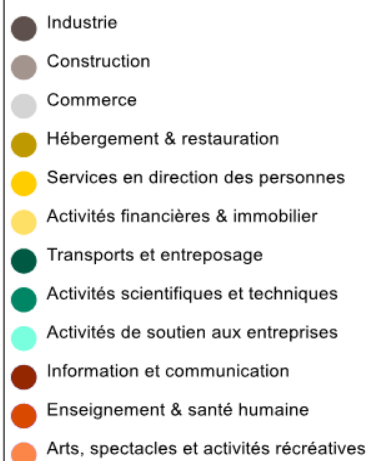 Industrie
Construction
Commerce
Hébergement & restauration
Services en direction des personnes
Activités financières & immobilier
Transports et entreposage
Activités scientifiques et techniques
Activités de soutien aux entreprises
Information et communication
Enseignement & santé humaine
Arts, spectacles et activités récréatives